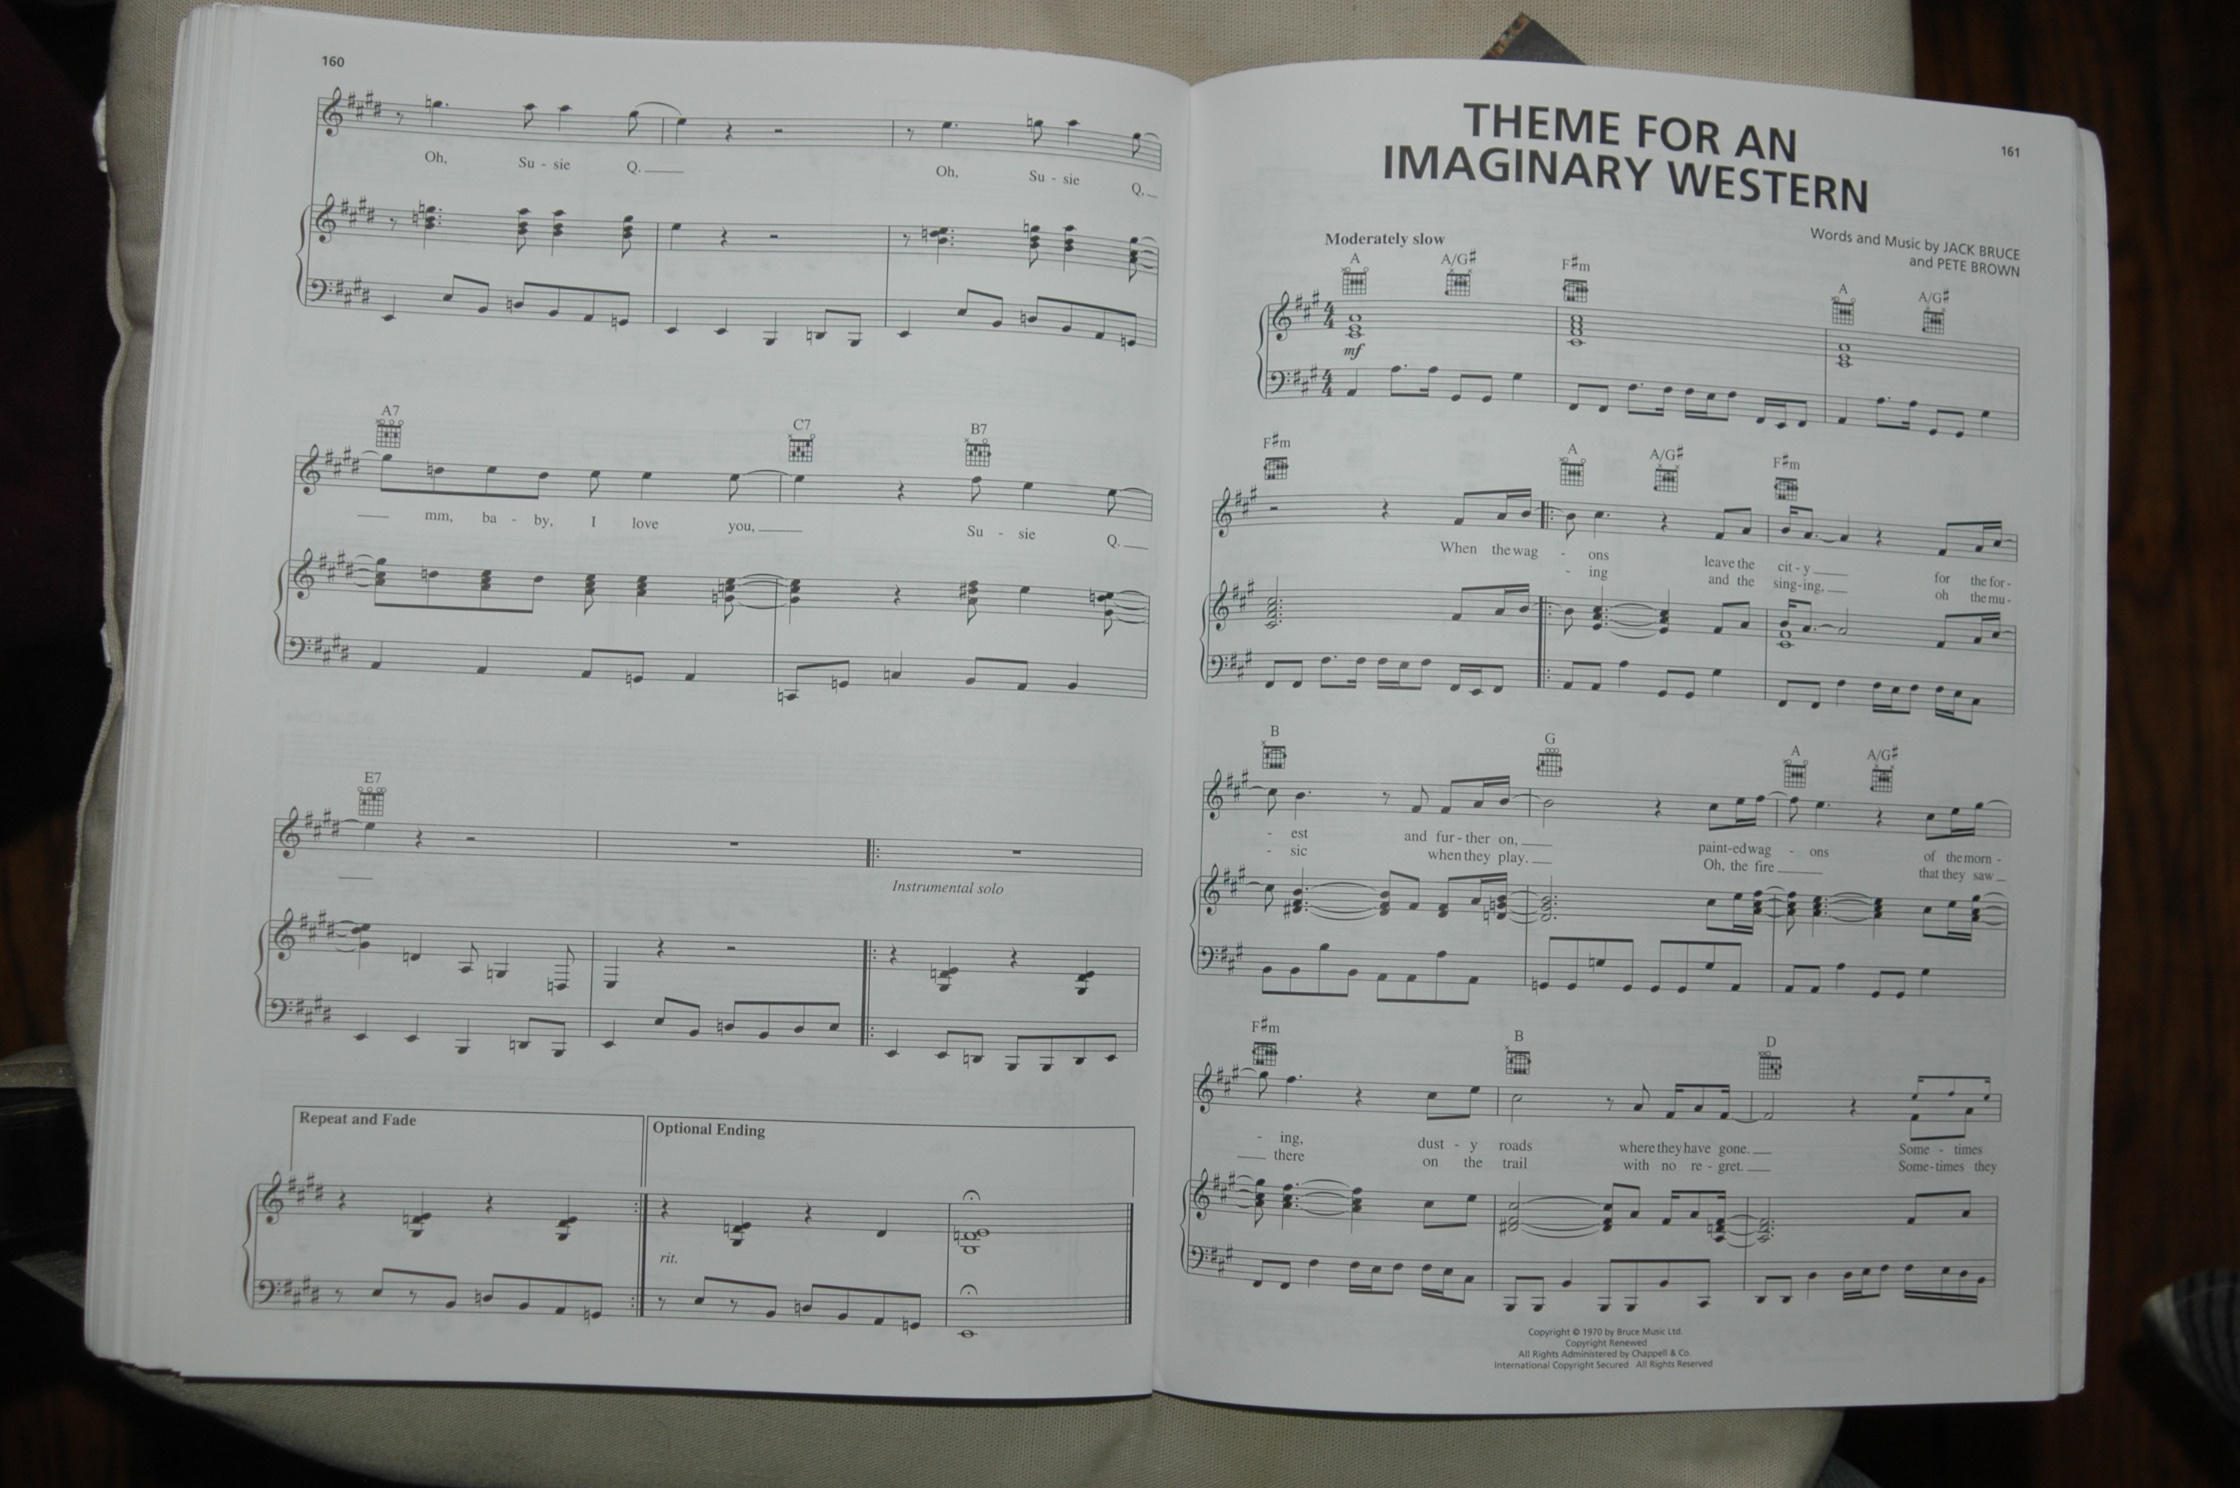 160
Oh, Su - sie Q. Oh, Su - sie Q.
A7 C7 B7
mm, ba - by, I love you, Su - sie Q.
E7
Instrumental solo
Repeat and Fade
Optional Ending
rit.
THEME FOR AN
IMAGINARY WESTERN
161
Words and Music by JACK BRUCE
and PETE BROWN
Moderately slow
A A/G# F#m A A/G#
mf
F#m A A/G# F#m
When the wag - ons leave the cit - y for the for -
- ing and the sing - ing, oh the mu -
B G A A/G#
- est and fur - ther on, paint - ed wag - ons of the morn -
- sic when they play. Oh, the fire that they saw
F#m B D
- ing, dust - y roads where they have gone. Some - times
there on the trail with no re - gret. Some - times they
Copyright © 1970 by Bruce Music Ltd.
Copyright Renewed
All Rights Administered by Chappell & Co.
International Copyright Secured All Rights Reserved